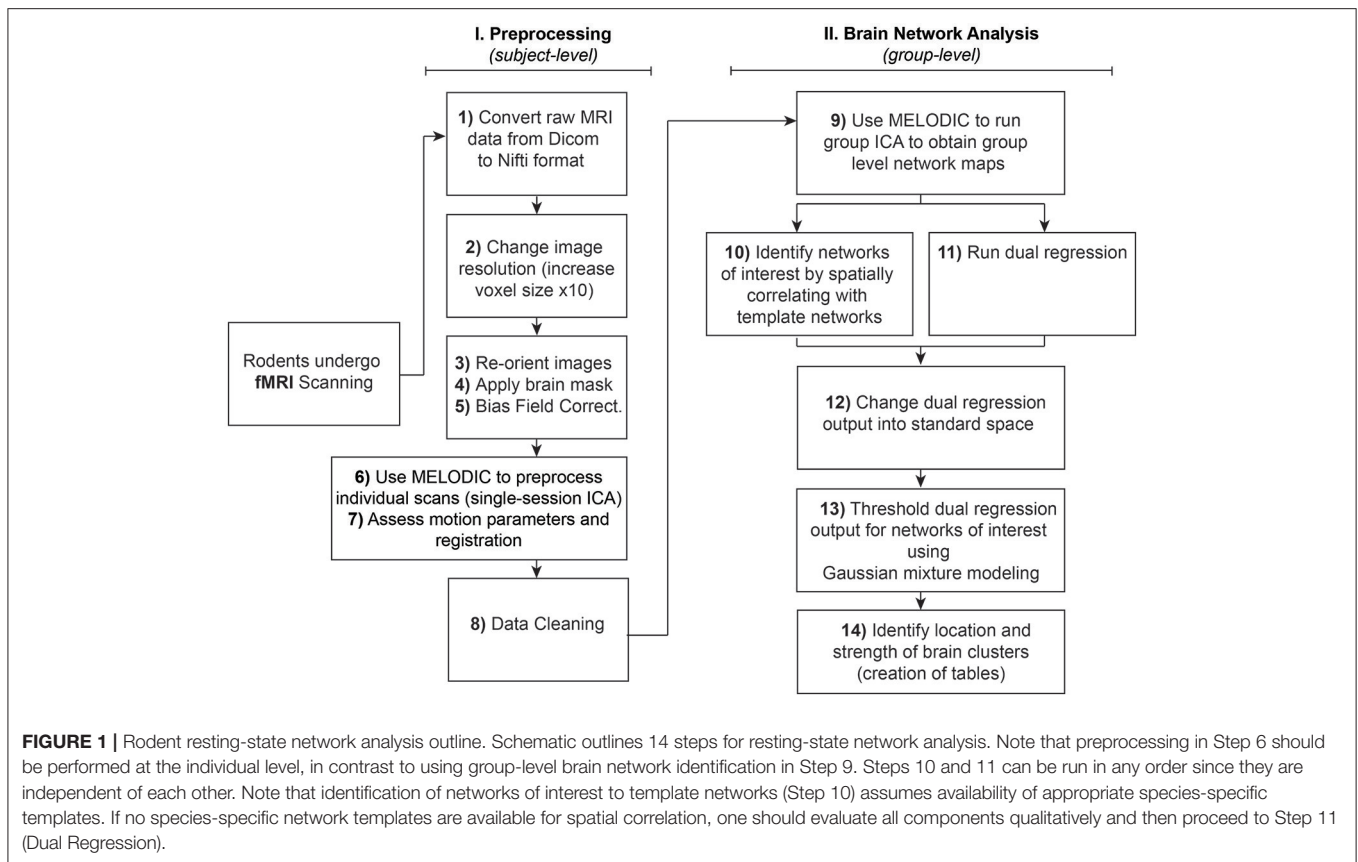 I. Preprocessing
(subject-level)
1) Convert raw MRI
data from Dicom
to Nifti format
2) Change image
resolution (increase
voxel size x10)
Rodents undergo
fMRI Scanning
3) Re-orient images
4) Apply brain mask
5) Bias Field Correct.
6) Use MELODIC to preprocess
individual scans (single-session ICA)
7) Assess motion parameters and
registration
8) Data Cleaning
II. Brain Network Analysis
(group-level)
9) Use MELODIC to run
group ICA to obtain group
level network maps
10) Identify networks
of interest by spatially
correlating with
template networks
11) Run dual regression
12) Change dual regression
output into standard space
13) Threshold dual regression
output for networks of interest
using
Gaussian mixture modeling
14) Identify location and
strength of brain clusters
(creation of tables)
FIGURE 1 | Rodent resting-state network analysis outline. Schematic outlines 14 steps for resting-state network analysis. Note that preprocessing in Step 6 should
be performed at the individual level, in contrast to using group-level brain network identification in Step 9. Steps 10 and 11 can be run in any order since they are
independent of each other. Note that identification of networks of interest to template networks (Step 10) assumes availability of appropriate species-specific
templates. If no species-specific network templates are available for spatial correlation, one should evaluate all components qualitatively and then proceed to Step 11
(Dual Regression).